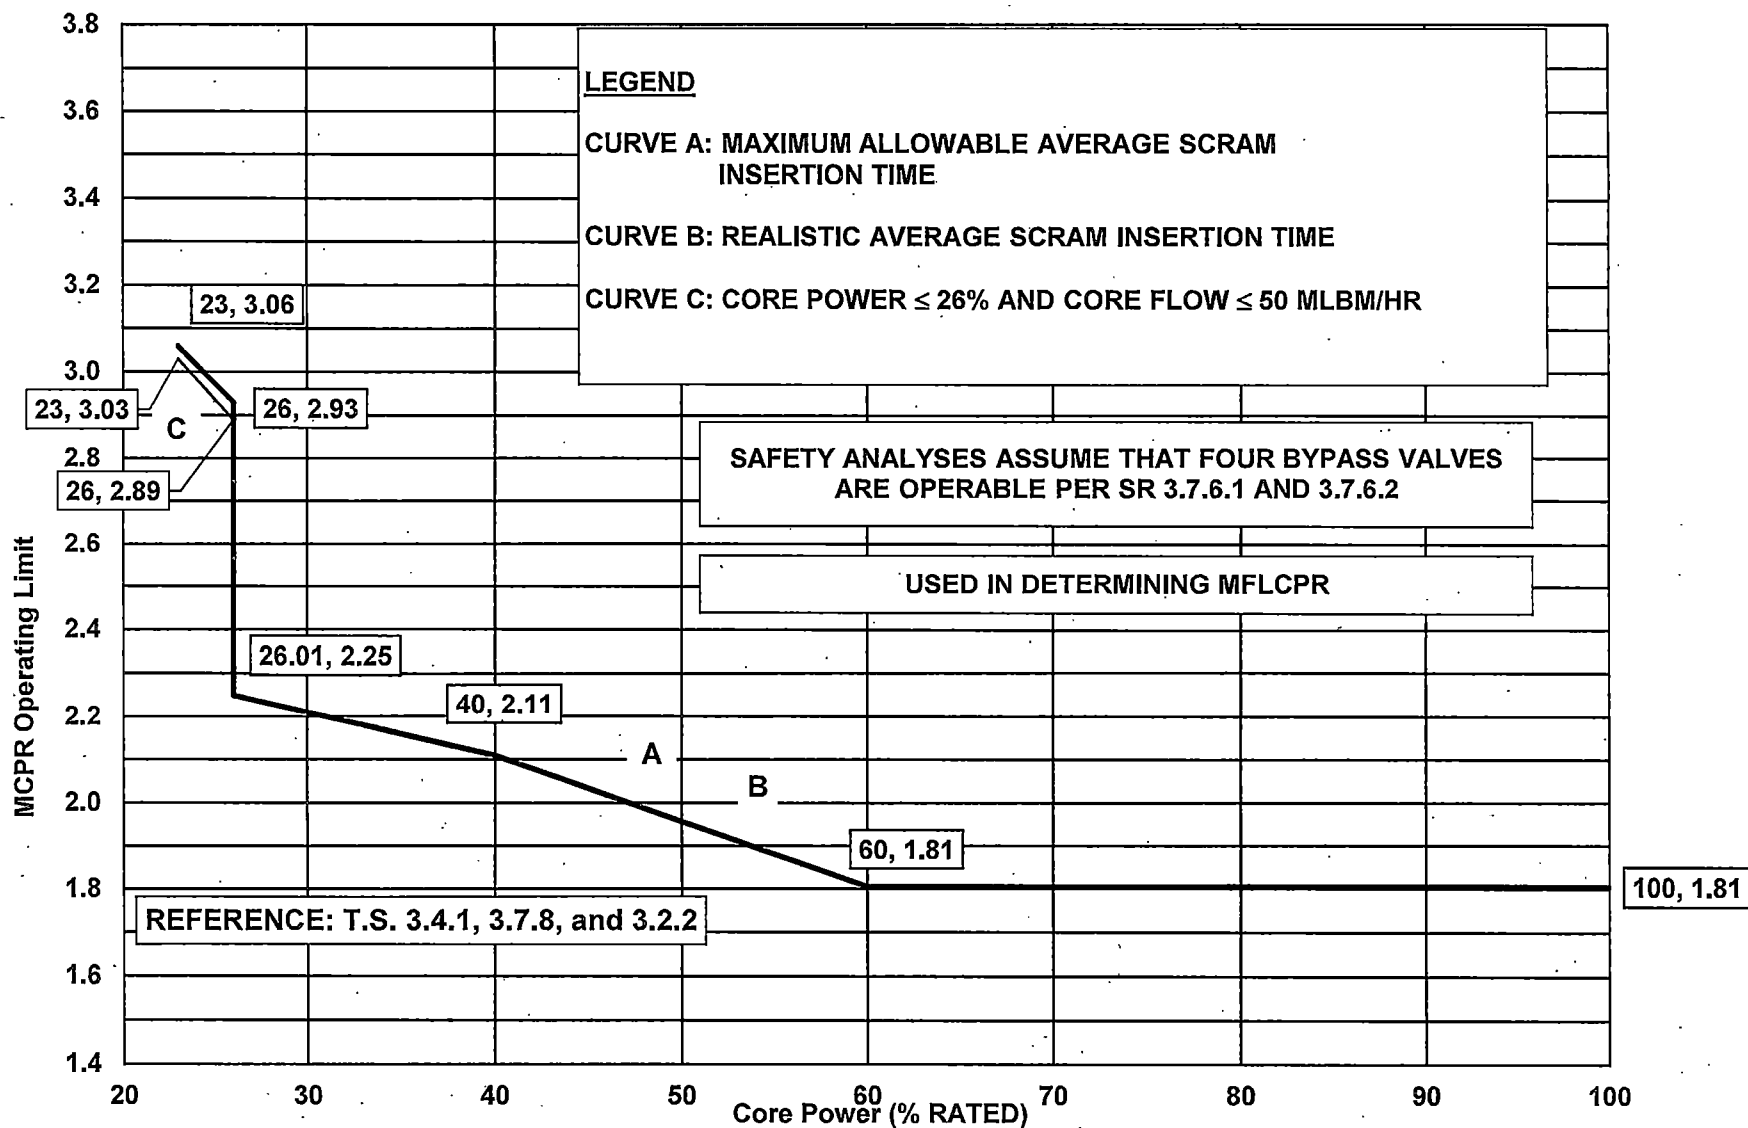 3.8
LEGEND
3.6
CURVE A: MAXIMUM ALLOWABLE AVERAGE SCRAM
INSERTION TIME
3.4
CURVE B: REALISTIC AVERAGE SCRAM INSERTION TIME
3.2
23, 3.06
CURVE C: CORE POWER ≤ 26% AND CORE FLOW ≤ 50 MLBM/HR
3.0
23, 3.03
26, 2.93
C
2.8
SAFETY ANALYSES ASSUME THAT FOUR BYPASS VALVES
ARE OPERABLE PER SR 3.7.6.1 AND 3.7.6.2
26, 2.89
2.6
USED IN DETERMINING MFLCPR
MCPR Operating Limit
2.4
26.01, 2.25
2.2
40, 2.11
A
B
2.0
60, 1.81
1.8
100, 1.81
REFERENCE: T.S. 3.4.1, 3.7.8, and 3.2.2
1.6
1.4
20 30 40 50 60 70 80 90 100
Core Power (% RATED)